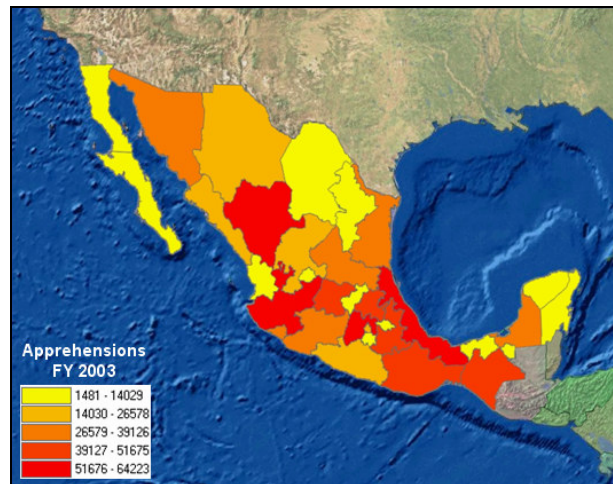 Apprehensions
FY 2003
1481 - 14029
14030 - 26578
26579 - 39126
39127 - 51675
51676 - 64223